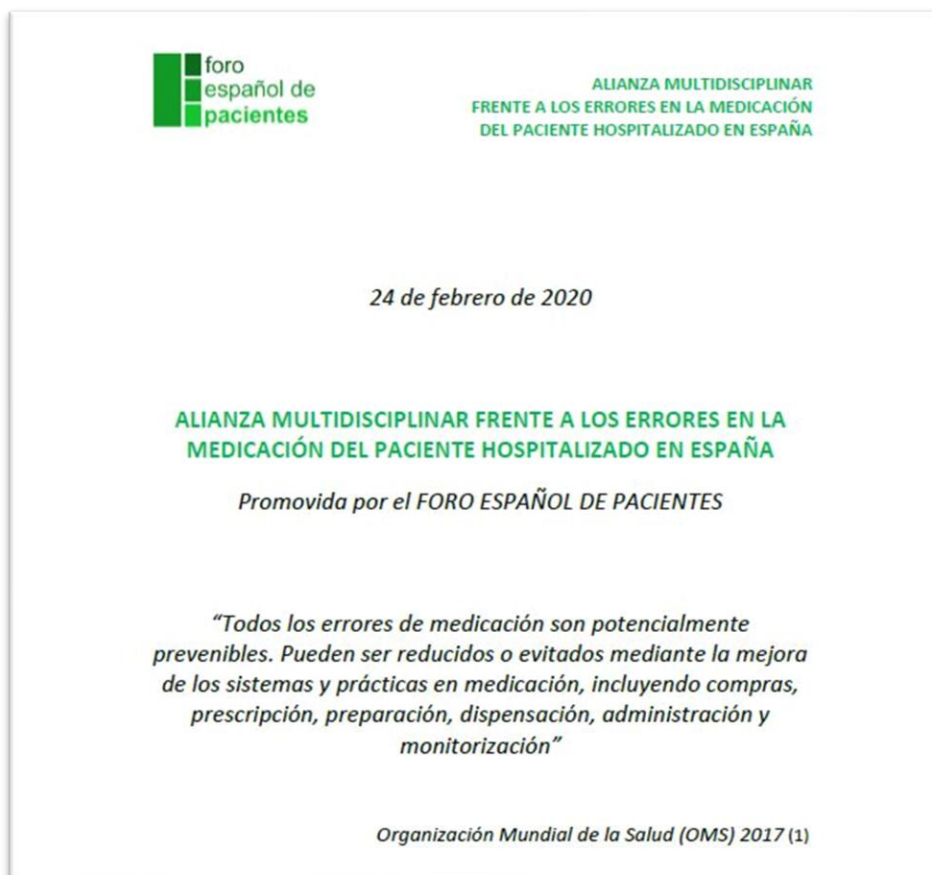 foro
español de
pacientes
ALIANZA MULTIDISCIPLINAR
FRENTE A LOS ERRORES EN LA MEDICACIÓN
DEL PACIENTE HOSPITALIZADO EN ESPAÑA
24 de febrero de 2020
ALIANZA MULTIDISCIPLINAR FRENTE A LOS ERRORES EN LA
MEDICACIÓN DEL PACIENTE HOSPITALIZADO EN ESPAÑA
Promovida por el FORO ESPAÑOL DE PACIENTES
“Todos los errores de medicación son potencialmente
prevenibles. Pueden ser reducidos o evitados mediante la mejora
de los sistemas y prácticas en medicación, incluyendo compras,
prescripción, preparación, dispensación, administración y
monitorización”
Organización Mundial de la Salud (OMS) 2017 (1)